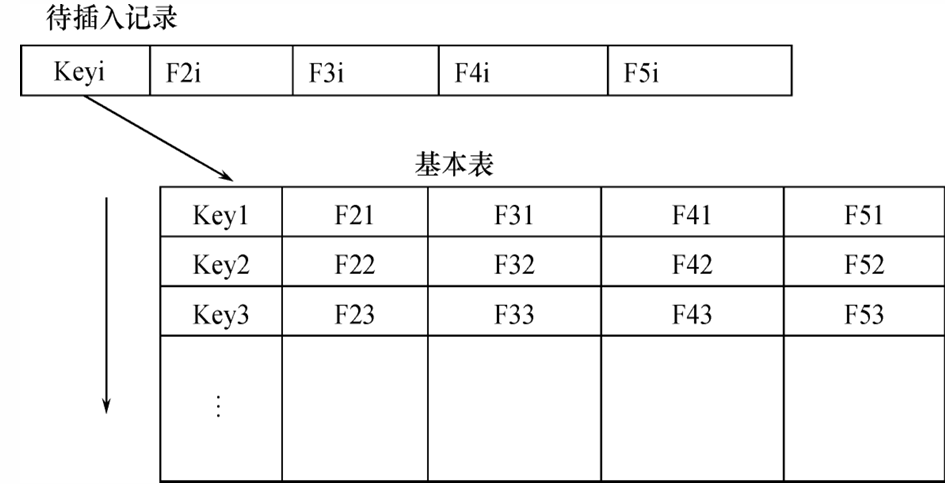 待插入记录
Keyi F2i F3i F4i F5i
基本表
Key1 F21 F31 F41 F51
Key2 F22 F32 F42 F52
Key3 F23 F33 F43 F53
⋮